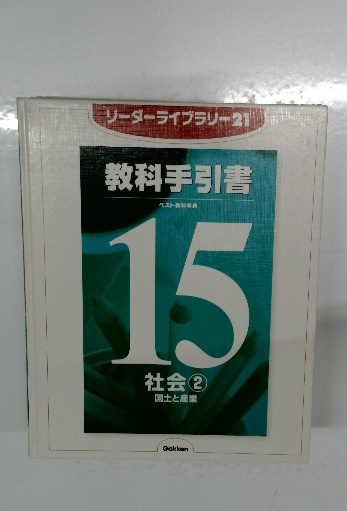 リーダーライブラリー21
教科手引書
ベスト教科事典
15
社会②
国土と産業
Gakken